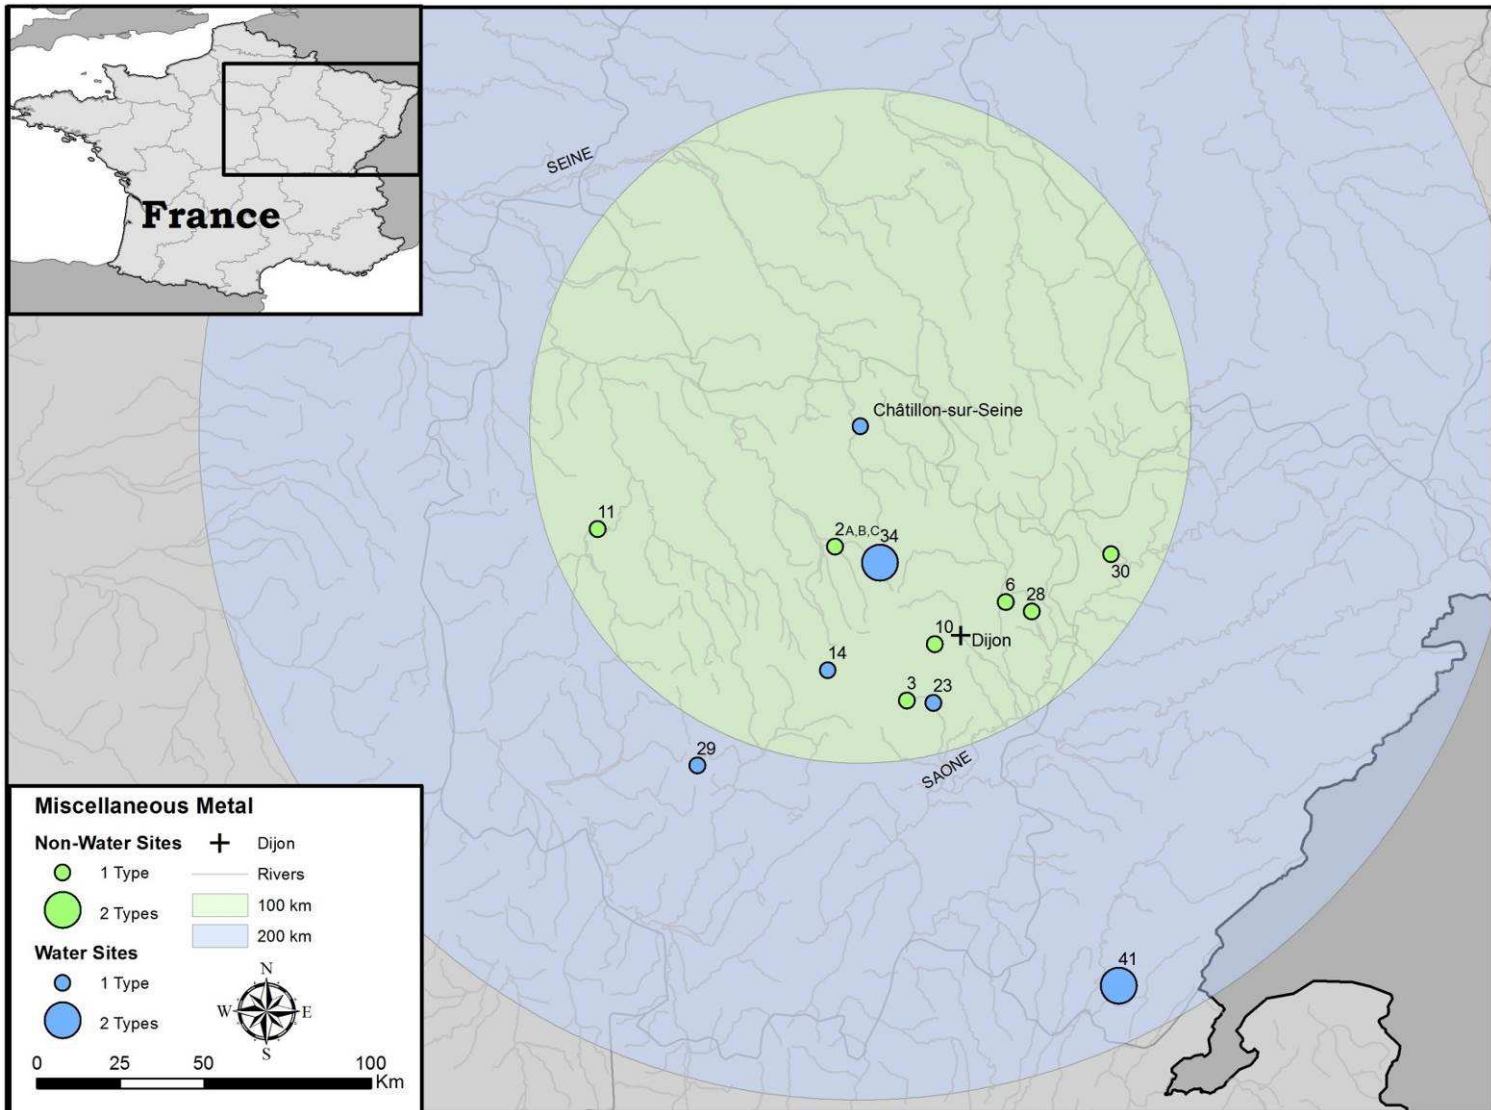 France
SEINE
Châtillon-sur-Seine
11
2A,B,C
34
30
6
28
10
Dijon
14
3
23
29
SAONE
41
Miscellaneous Metal
Non-Water Sites
1 Type
2 Types
Water Sites
1 Type
2 Types
Dijon
Rivers
100 km
200 km
N
W
E
S
0 25 50 100
Km